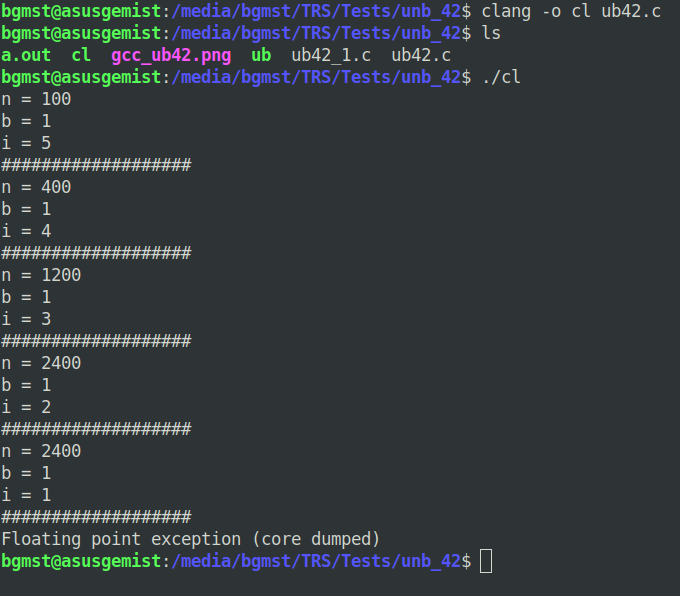 bgmst@asusgemist:/media/bgmst/TRS/Tests/unb_42$ clang -o cl ub42.c
bgmst@asusgemist:/media/bgmst/TRS/Tests/unb_42$ ls
a.out  cl  gcc_ub42.png  ub  ub42_1.c  ub42.c
bgmst@asusgemist:/media/bgmst/TRS/Tests/unb_42$ ./cl
n = 100
b = 1
i = 5
###################
n = 400
b = 1
i = 4
###################
n = 1200
b = 1
i = 3
###################
n = 2400
b = 1
i = 2
###################
n = 2400
b = 1
i = 1
###################
Floating point exception (core dumped)
bgmst@asusgemist:/media/bgmst/TRS/Tests/unb_42$